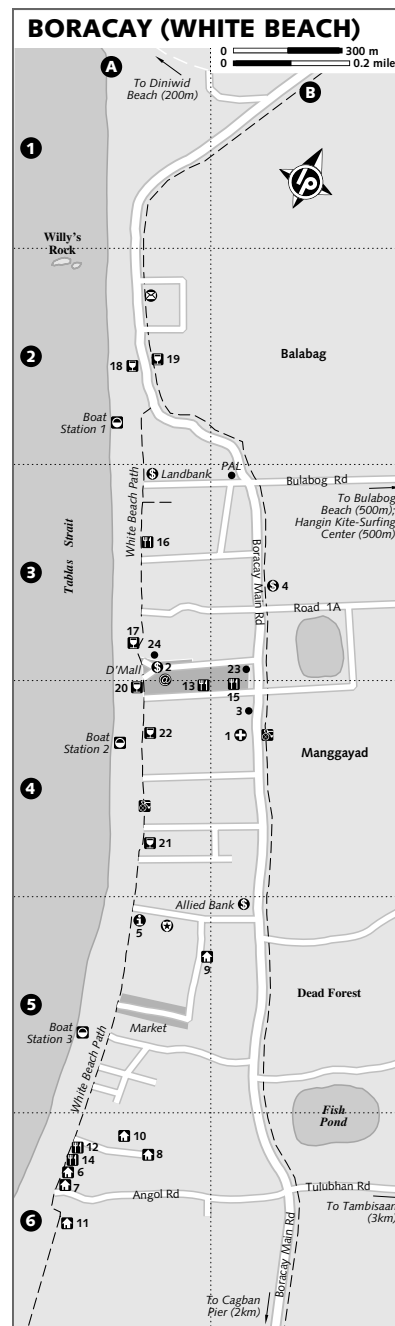 BORACAY (WHITE BEACH)
0 300 m
0 0.2 mile
A
B
To Diniwid
Beach (200m)
1
Willy's
Rock
2
Balabag
18
19
Boat
Station 1
Landbank
PAL
Bulabog Rd
To Bulabog
Beach (500m);
Hangin Kite-Surfing
Center (500m)
White Beach Path
16
3
Tablas Strait
Boracay Main Rd
4
Road 1A
17
24
2
D'Mall
@
23
20
13
15
3
Boat
Station 2
22
1
Manggayad
4
21
Allied Bank
5
9
5
Dead Forest
Market
Boat
Station 3
White Beach Path
Fish
Pond
10
12
8
14
6
7
Angol Rd
Tulubhan Rd
To Tambisaan
(3km)
6
11
Boracay Main Rd
To Cagban
Pier (2km)